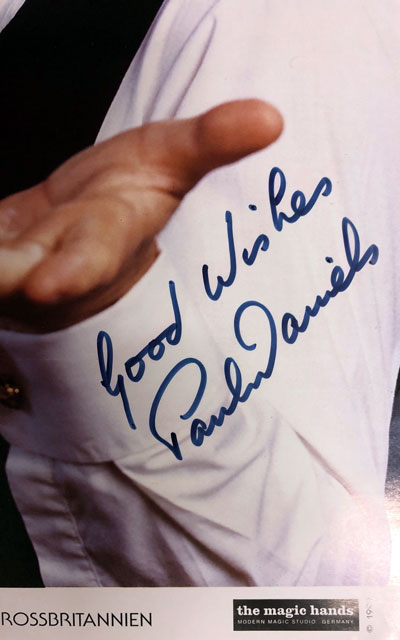 Good Wishes
Paul Daniels
ROSSBRITANNIEN
the magic hands
MODERN MAGIC STUDIO GERMANY